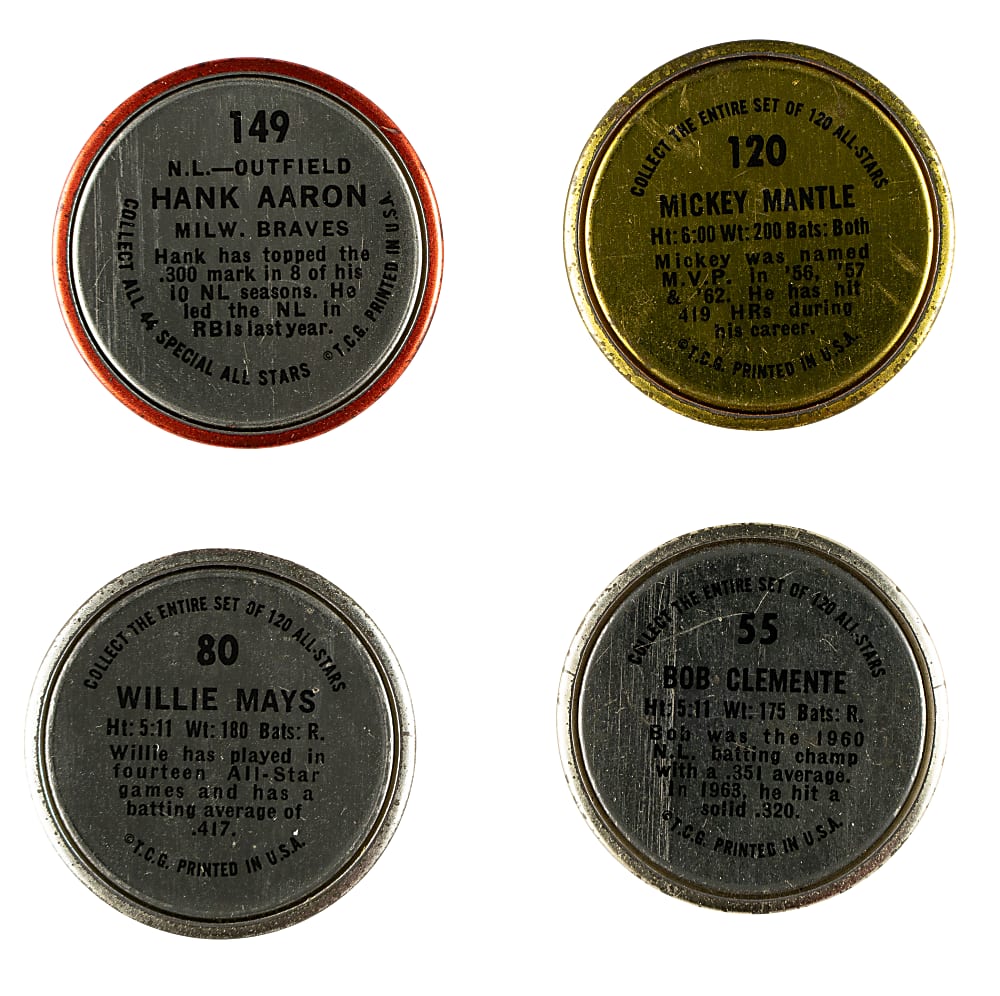 149
N.L.—OUTFIELD
HANK AARON
MILW. BRAVES
Hank has topped the
.300 mark in 8 of his
10 NL seasons. He
led the NL in
RBIs last year.
COLLECT ALL 44 SPECIAL ALL STARS
©T.C.G. PRINTED IN U.S.A.
COLLECT THE ENTIRE SET OF 120 ALL-STARS
120
MICKEY MANTLE
Ht: 6:00 Wt: 200 Bats: Both
Mickey was named
M.V.P. in '56, '57
& '62. He has hit
419 HRs during
his career.
©T.C.G. PRINTED IN U.S.A.
COLLECT THE ENTIRE SET OF 120 ALL-STARS
80
WILLIE MAYS
Ht: 5:11 Wt: 180 Bats: R.
Willie has played in
fourteen All-Star
games and has a
batting average of
.417.
©T.C.G. PRINTED IN U.S.A.
COLLECT THE ENTIRE SET OF 120 ALL-STARS
55
BOB CLEMENTE
Ht: 5:11 Wt: 175 Bats: R.
Bob was the 1960
N.L. batting champ
with a .351 average.
In 1963, he hit a
solid .320.
©T.C.G. PRINTED IN U.S.A.